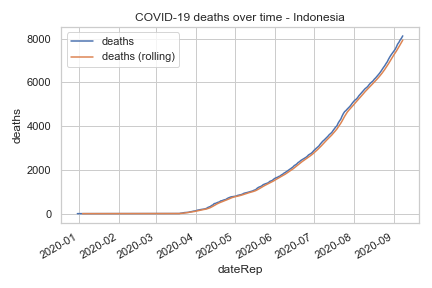 COVID-19 deaths over time - Indonesia
deaths
deaths (rolling)
8000
6000
4000
2000
0
deaths
2020-01
2020-02
2020-03
2020-04
2020-05
2020-06
2020-07
2020-08
2020-09
dateRep